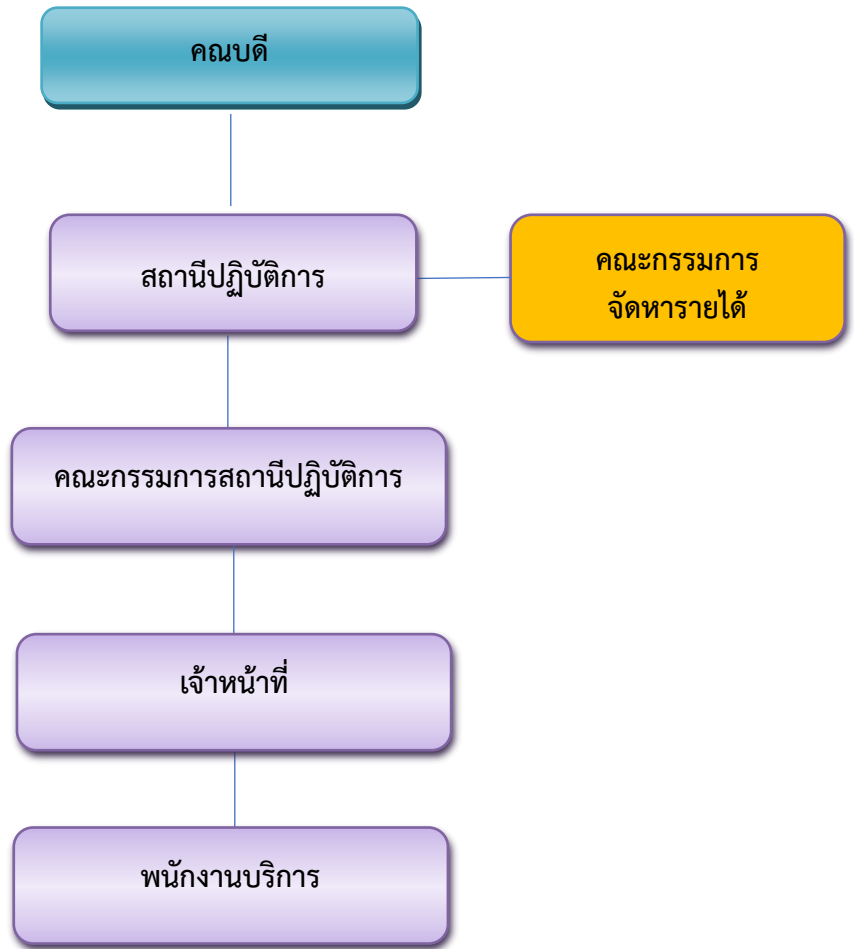 คณบดี
สถานีปฏิบัติการ
คณะกรรมการ
จัดหารายได้
คณะกรรมการสถานีปฏิบัติการ
เจ้าหน้าที่
พนักงานบริการ